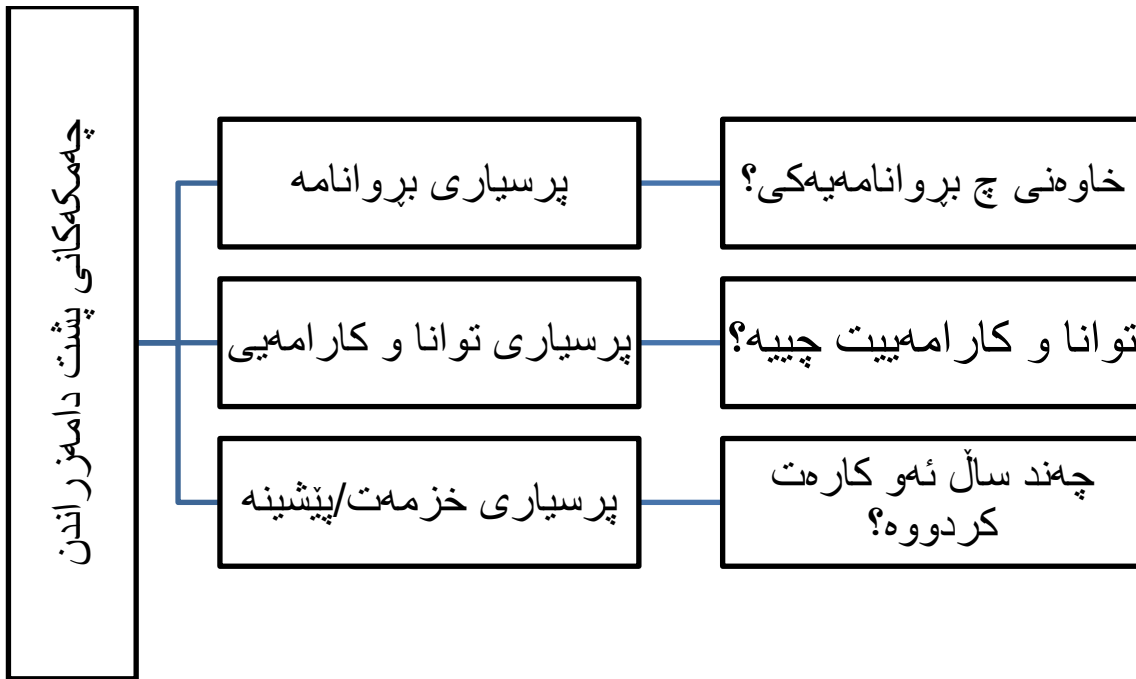 چەمکەکانی پشت دامەزراندن
پرسیاری بڕوانامە
خاوەنی چ بڕوانامەیەکی؟
پرسیاری توانا و کارامەیی
توانا و کارامەییت چییە؟
پرسیاری خزمەت/پێشینە
چەند ساڵ ئەو کارەت
کردووە؟